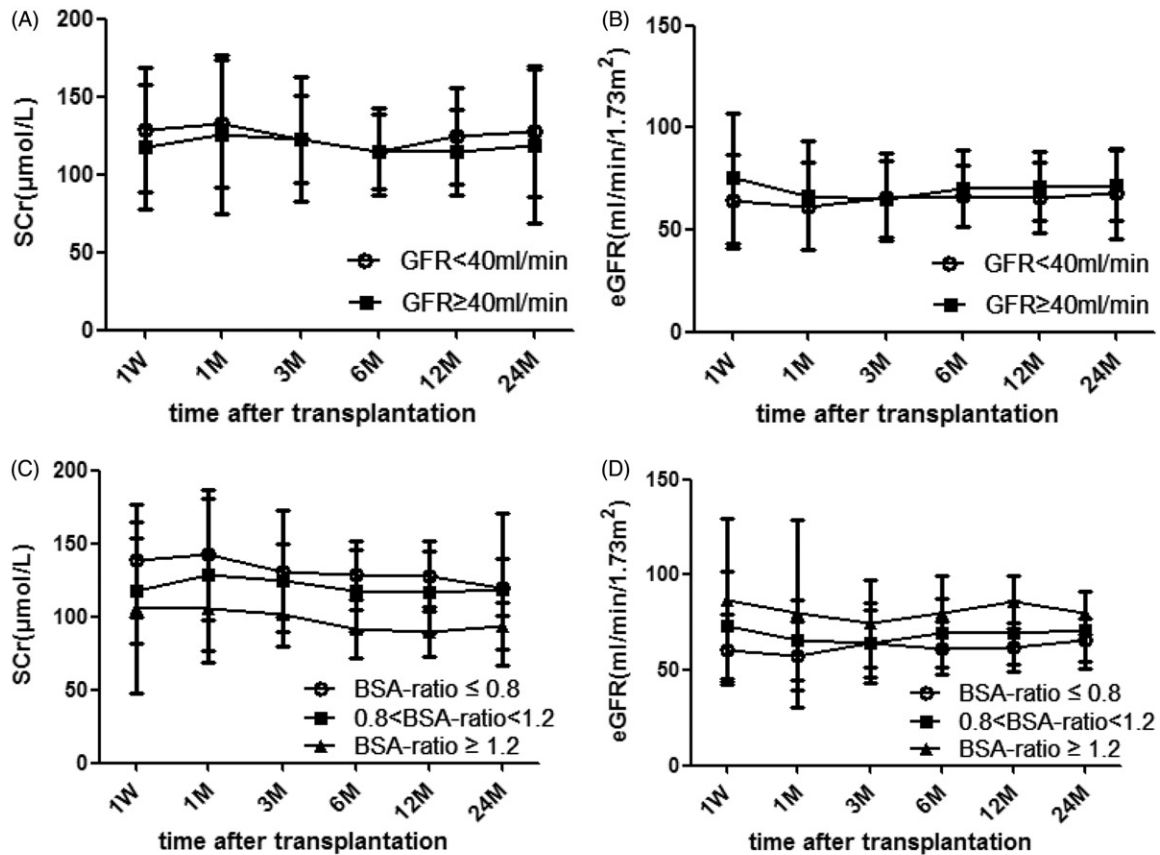 (A)
SCr(μmol/L)
200
150
100
50
0
GFR<40ml/min
GFR≥40ml/min
1W 1M 3M 6M 12M 24M
time after transplantation
(B)
eGFR(ml/min/1.73m²)
150
100
50
0
GFR<40ml/min
GFR≥40ml/min
1W 1M 3M 6M 12M 24M
time after transplantation
(C)
SCr(μmol/L)
200
150
100
50
0
BSA-ratio ≤ 0.8
0.8<BSA-ratio<1.2
BSA-ratio ≥ 1.2
1W 1M 3M 6M 12M 24M
time after transplantation
(D)
eGFR(ml/min/1.73m²)
150
100
50
0
BSA-ratio ≤ 0.8
0.8<BSA-ratio<1.2
BSA-ratio ≥ 1.2
1W 1M 3M 6M 12M 24M
time after transplantation